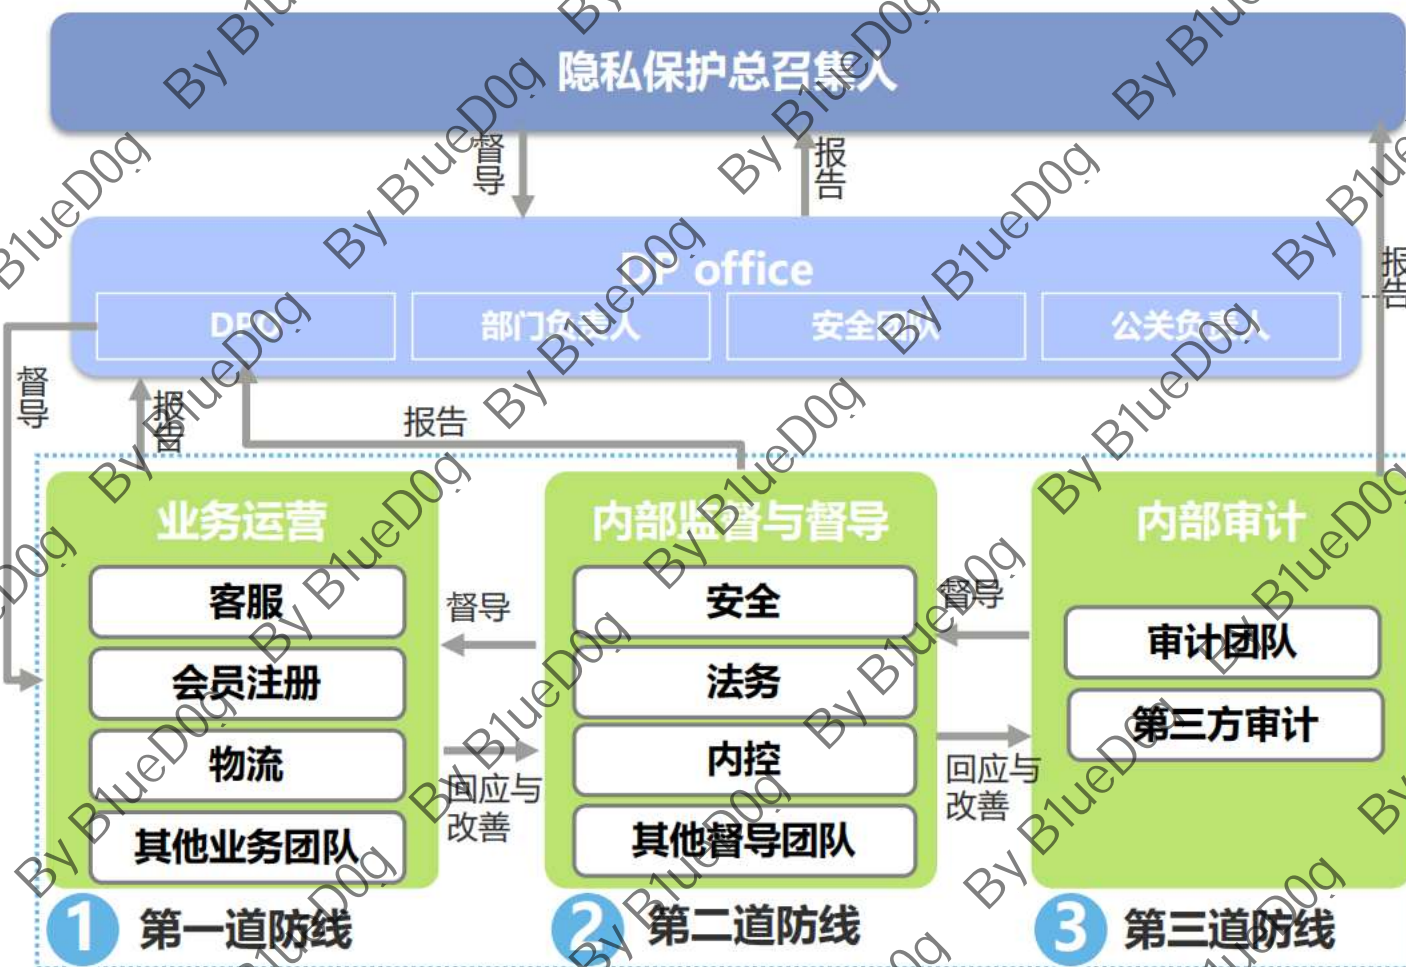 隐私保护总召集人
督导
报告
DP office
DPO
部门负责人
安全团队
公关负责人
报告
督导
报告
报告
业务运营
客服
会员注册
物流
其他业务团队
督导
回应与
改善
内部监督与督导
安全
法务
内控
其他督导团队
督导
回应与
改善
内部审计
审计团队
第三方审计
1 第一道防线
2 第二道防线
3 第三道防线
By B1ueD0g